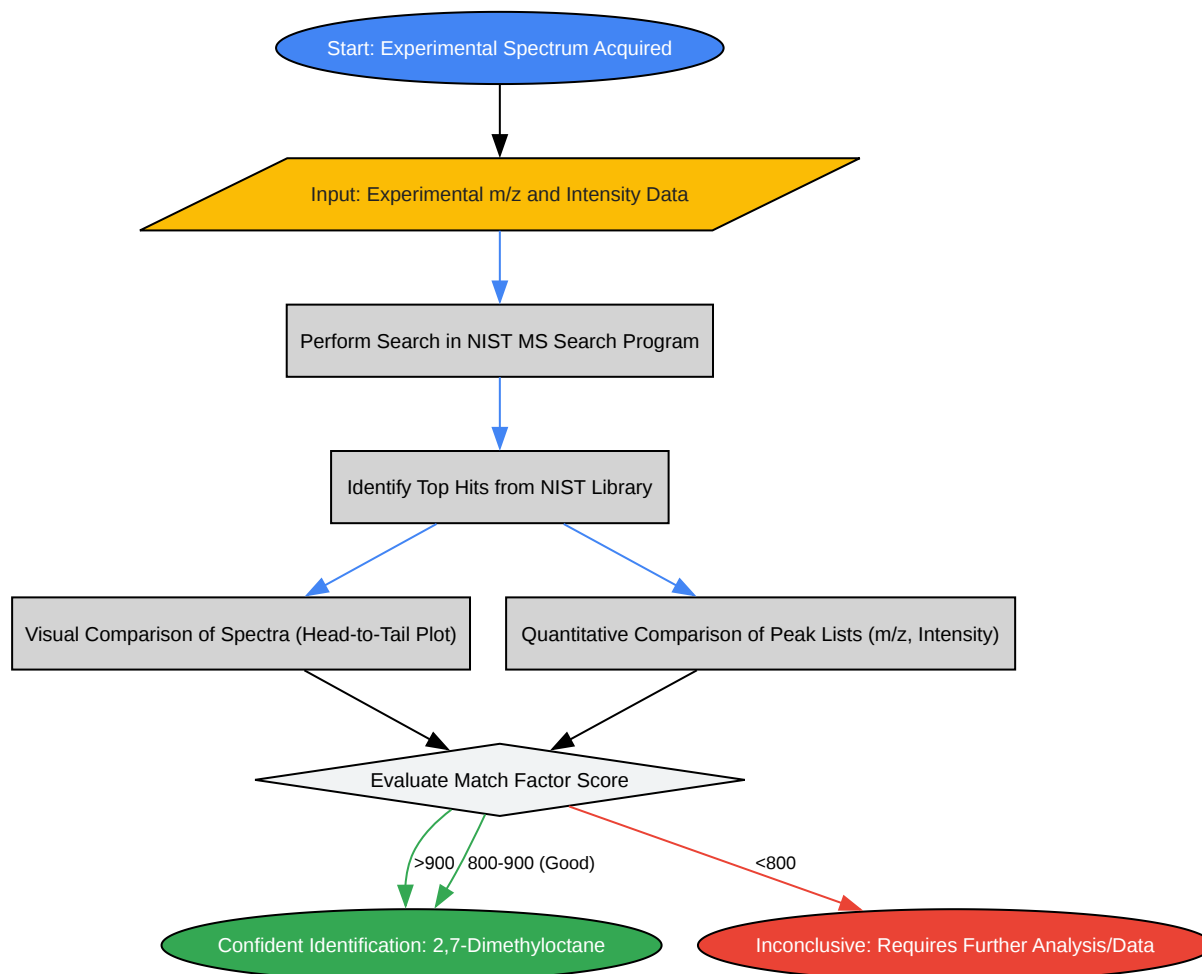 Start: Experimental Spectrum Acquired
Input: Experimental m/z and Intensity Data
Perform Search in NIST MS Search Program
Identify Top Hits from NIST Library
Visual Comparison of Spectra (Head-to-Tail Plot)
Quantitative Comparison of Peak Lists (m/z, Intensity)
Evaluate Match Factor Score
>900
800-900 (Good)
<800
Confident Identification: 2,7-Dimethyloctane
Inconclusive: Requires Further Analysis/Data